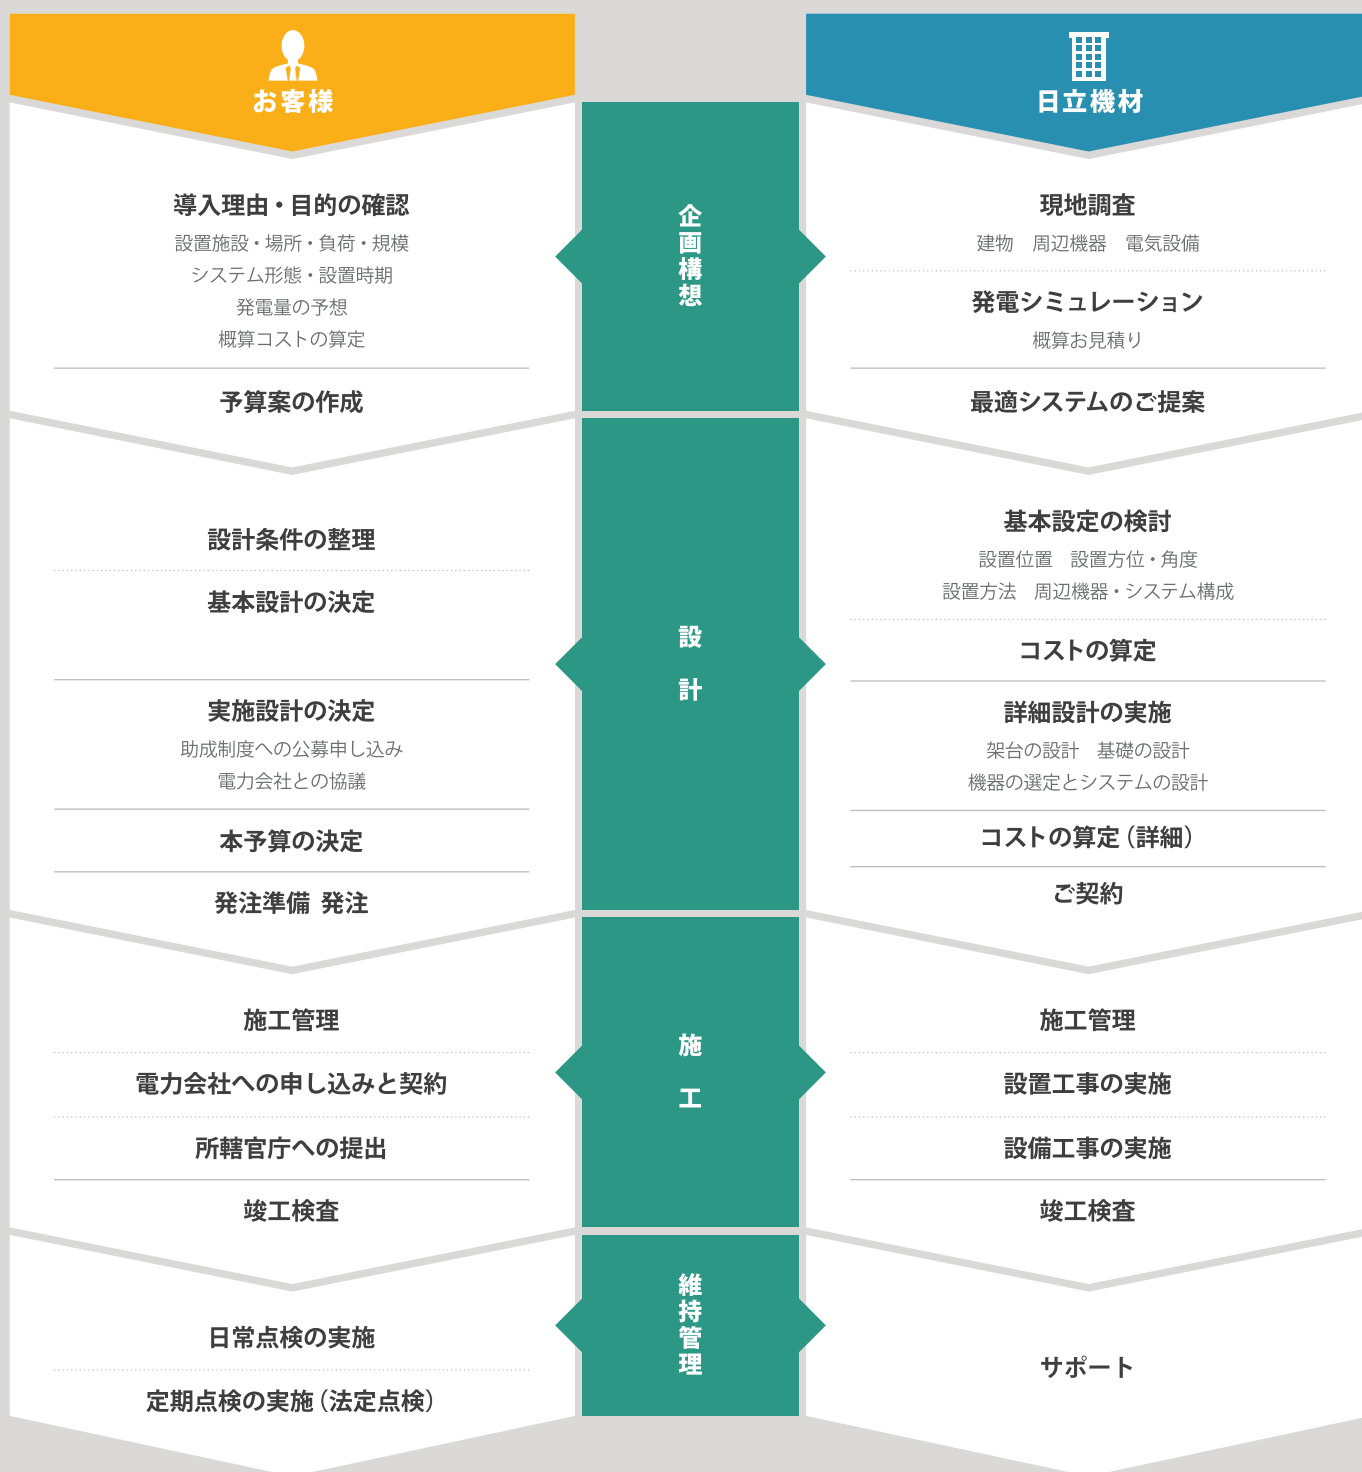 お客様
日立機材
企画構想
導入理由・目的の確認
設置施設・場所・負荷・規模
システム形態・設置時期
発電量の予想
概算コストの算定
予算案の作成
現地調査
建物　周辺機器　電気設備
発電シミュレーション
概算お見積り
最適システムのご提案
設　計
設計条件の整理
基本設計の決定
実施設計の決定
助成制度への公募申し込み
電力会社との協議
本予算の決定
発注準備 発注
基本設定の検討
設置位置　設置方位・角度
設置方法　周辺機器・システム構成
コストの算定
詳細設計の実施
架台の設計　基礎の設計
機器の選定とシステムの設計
コストの算定（詳細）
ご契約
施　工
施工管理
電力会社への申し込みと契約
所轄官庁への提出
竣工検査
施工管理
設置工事の実施
設備工事の実施
竣工検査
維持管理
日常点検の実施
定期点検の実施（法定点検）
サポート